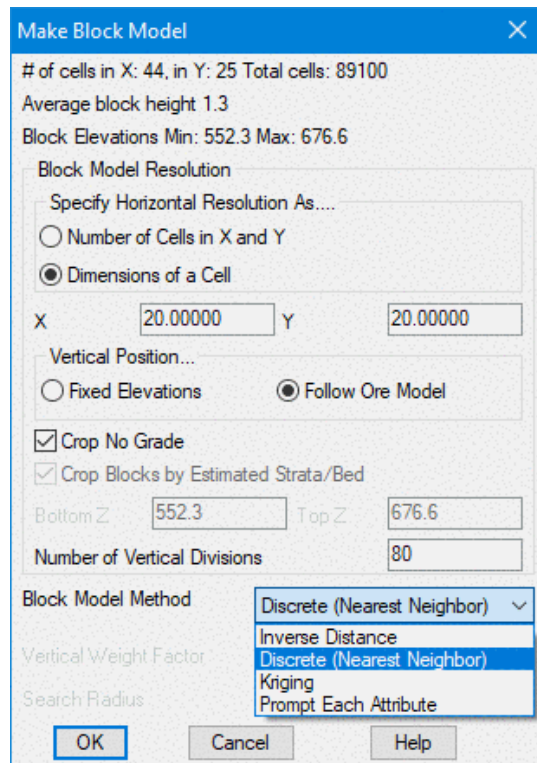 Make Block Model
# of cells in X: 44, in Y: 25 Total cells: 89100
Average block height 1.3
Block Elevations Min: 552.3 Max: 676.6
Block Model Resolution
Specify Horizontal Resolution As....
Number of Cells in X and Y
Dimensions of a Cell
X 20.00000 Y 20.00000
Vertical Position...
Fixed Elevations Follow Ore Model
Crop No Grade
Crop Blocks by Estimated Strata/Bed
Bottom Z 552.3 Top Z 676.6
Number of Vertical Divisions 80
Block Model Method Discrete (Nearest Neighbor)
Inverse Distance
Discrete (Nearest Neighbor)
Vertical Weight Factor
Kriging
Search Radius
Prompt Each Attribute
OK Cancel Help